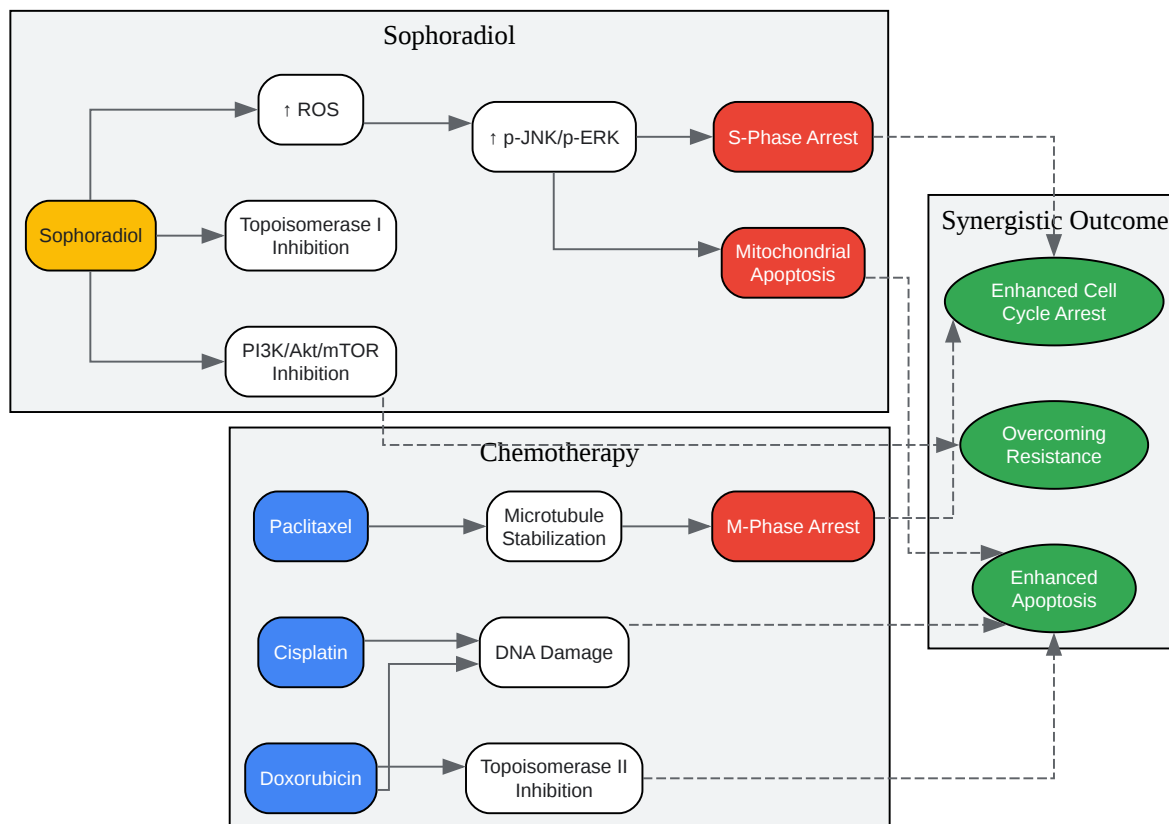 Sophoradiol
↑ ROS
↑ p-JNK/p-ERK
S-Phase Arrest
Sophoradiol
Topoisomerase I
Inhibition
Mitochondrial
Apoptosis
PI3K/Akt/mTOR
Inhibition
Synergistic Outcome
Enhanced Cell
Cycle Arrest
Overcoming
Resistance
Enhanced
Apoptosis
Chemotherapy
Paclitaxel
Microtubule
Stabilization
M-Phase Arrest
Cisplatin
DNA Damage
Doxorubicin
Topoisomerase II
Inhibition